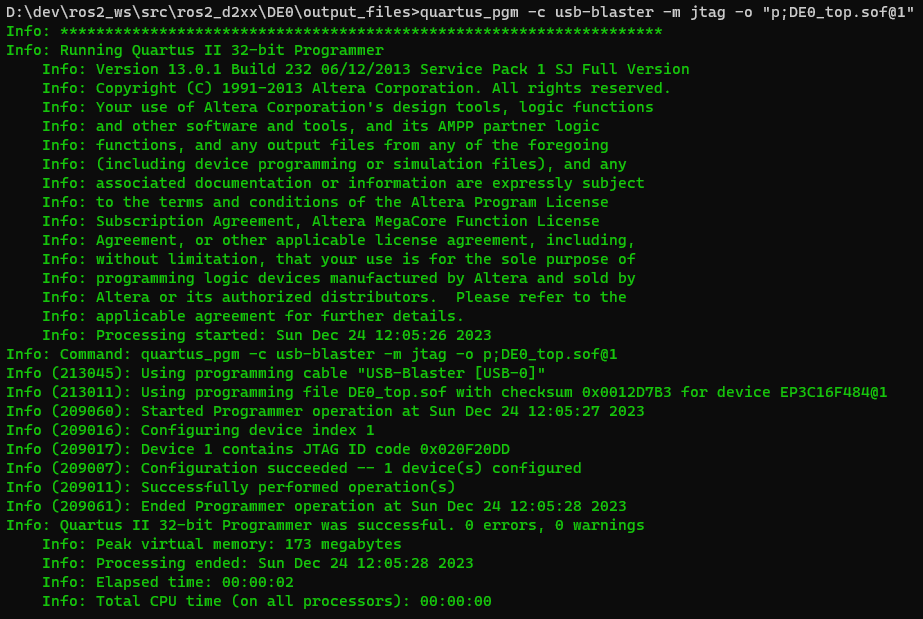 D:\dev\ros2_ws\src\ros2_d2xx\DE0\output_files>quartus_pgm -c usb-blaster -m jtag -o "p;DE0_top.sof@1"
Info: *******************************************************************
Info: Running Quartus II 32-bit Programmer
    Info: Version 13.0.1 Build 232 06/12/2013 Service Pack 1 SJ Full Version
    Info: Copyright (C) 1991-2013 Altera Corporation. All rights reserved.
    Info: Your use of Altera Corporation's design tools, logic functions
    Info: and other software and tools, and its AMPP partner logic
    Info: functions, and any output files from any of the foregoing
    Info: (including device programming or simulation files), and any
    Info: associated documentation or information are expressly subject
    Info: to the terms and conditions of the Altera Program License
    Info: Subscription Agreement, Altera MegaCore Function License
    Info: Agreement, or other applicable license agreement, including,
    Info: without limitation, that your use is for the sole purpose of
    Info: programming logic devices manufactured by Altera and sold by
    Info: Altera or its authorized distributors.  Please refer to the
    Info: applicable agreement for further details.
    Info: Processing started: Sun Dec 24 12:05:26 2023
Info: Command: quartus_pgm -c usb-blaster -m jtag -o p;DE0_top.sof@1
Info (213045): Using programming cable "USB-Blaster [USB-0]"
Info (213011): Using programming file DE0_top.sof with checksum 0x0012D7B3 for device EP3C16F484@1
Info (209060): Started Programmer operation at Sun Dec 24 12:05:27 2023
Info (209016): Configuring device index 1
Info (209017): Device 1 contains JTAG ID code 0x020F20DD
Info (209007): Configuration succeeded -- 1 device(s) configured
Info (209011): Successfully performed operation(s)
Info (209061): Ended Programmer operation at Sun Dec 24 12:05:28 2023
Info: Quartus II 32-bit Programmer was successful. 0 errors, 0 warnings
    Info: Peak virtual memory: 173 megabytes
    Info: Processing ended: Sun Dec 24 12:05:28 2023
    Info: Elapsed time: 00:00:02
    Info: Total CPU time (on all processors): 00:00:00